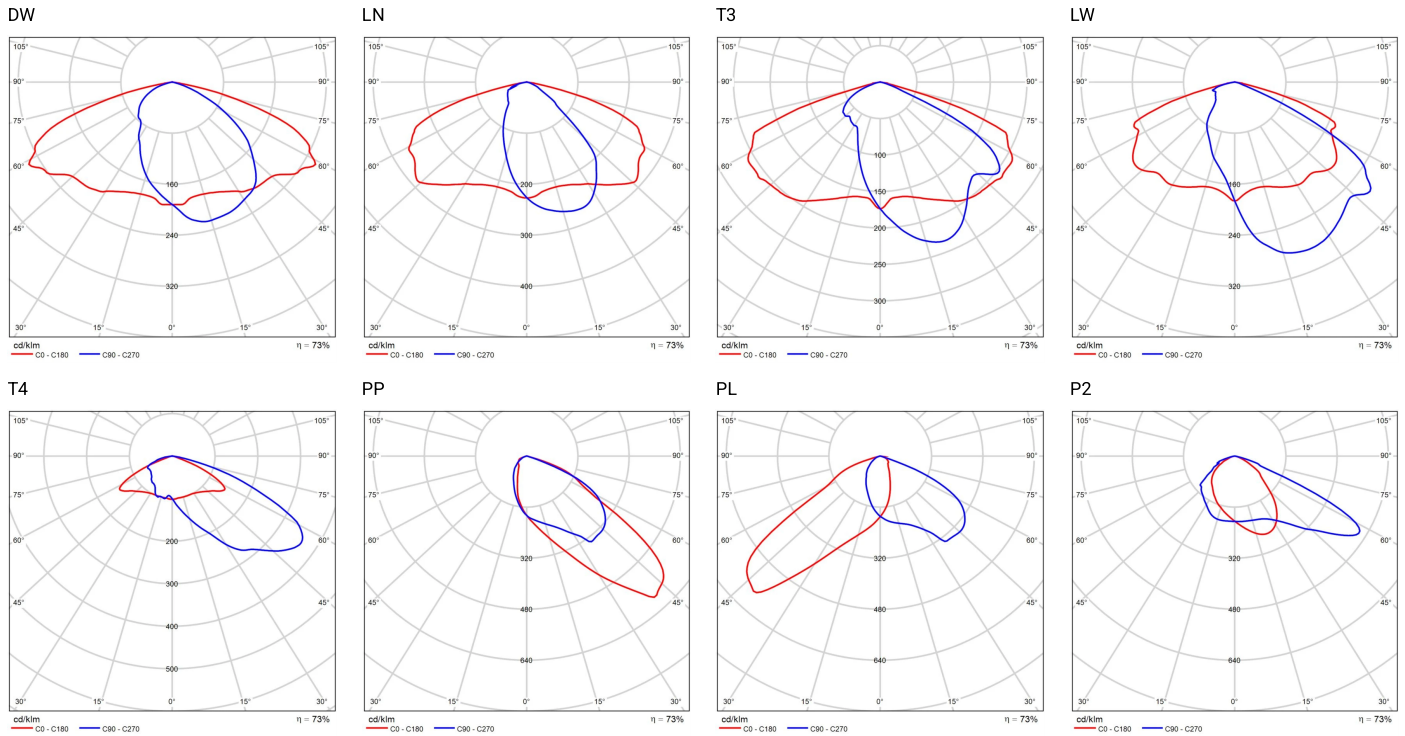 DW LN T3 LW
105° 105° 105° 105° 105° 105° 105° 105°
90° 90° 90° 90° 90° 90° 90° 90°
75° 75° 75° 75° 75° 75° 75° 75°
100
60° 60° 60° 60° 60° 60° 60° 60°
160 200 150 160
45° 45° 200 45° 45° 45° 45° 45° 45°
240 300 240
250
320 400 320
300
30° 15° 0° 15° 30° 30° 15° 0° 15° 30° 30° 15° 0° 15° 30° 30° 15° 0° 15° 30°
cd/klm η = 73% cd/klm η = 73% cd/klm η = 73% cd/klm η = 73%
C0 - C180 C90 - C270 C0 - C180 C90 - C270 C0 - C180 C90 - C270 C0 - C180 C90 - C270
T4 PP PL P2
105° 105° 105° 105° 105° 105° 105° 105°
90° 90° 90° 90° 90° 90° 90° 90°
75° 75° 75° 75° 75° 75° 75° 75°
60° 200 60° 60° 60° 60° 60° 60° 60°
320 320 320
300
45° 45° 45° 45° 45° 45° 45° 45°
480 480 480
400
640 640 640
500
30° 15° 0° 15° 30° 30° 15° 0° 15° 30° 30° 15° 0° 15° 30° 30° 15° 0° 15° 30°
cd/klm η = 73% cd/klm η = 73% cd/klm η = 73% cd/klm η = 73%
C0 - C180 C90 - C270 C0 - C180 C90 - C270 C0 - C180 C90 - C270 C0 - C180 C90 - C270